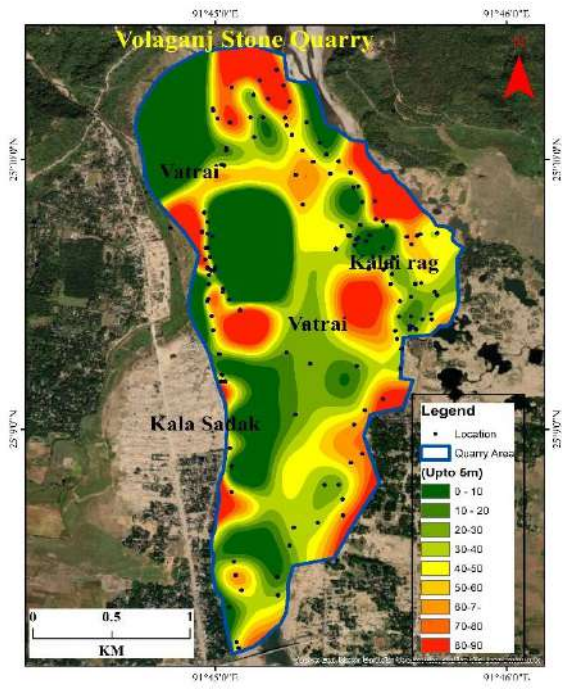 Volaganj Stone Quarry
91°45'0"E
91°46'0"E
25°10'0"N
25°10'0"N
Vatrai
Kalai rag
Vatrai
Kala Sadak
25°9'0"N
25°9'0"N
Legend
Location
Quarry Area
(Upto 5m)
0 - 10
10 - 20
20-30
30-40
40-50
50-60
60-7-
70-80
80-90
0 0.5 1
KM
91°45'0"E
91°46'0"E